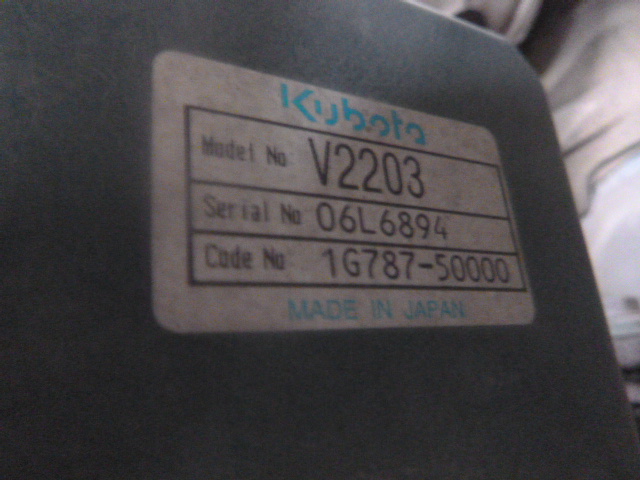 Kubota
Model No V2203
Serial No 06L6894
Code No 1G787-50000
MADE IN JAPAN